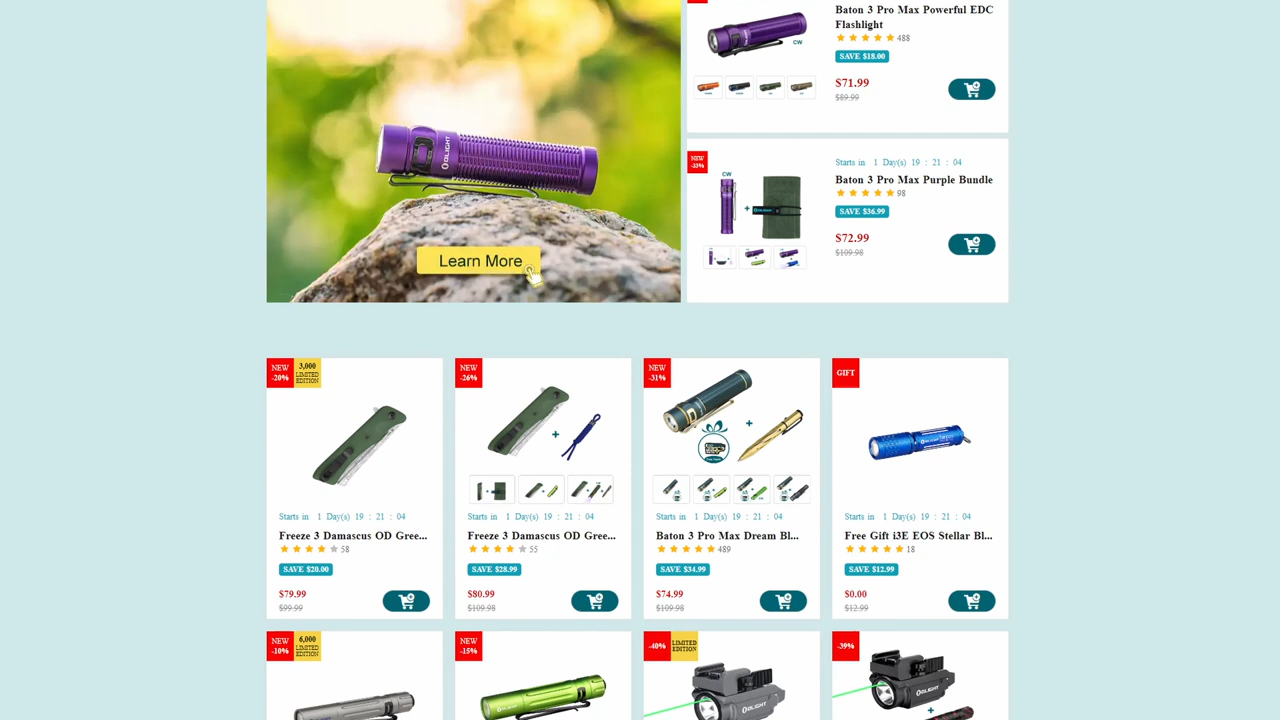 OLIGHT
Learn More
Baton 3 Pro Max Powerful EDC
Flashlight
488
SAVE $18.00
$71.99
$89.99
CW
NEW
-33%
CW
Starts in 1 Day(s) 19 : 21 : 04
Baton 3 Pro Max Purple Bundle
98
SAVE $36.99
$72.99
$109.98
NEW
-20%
3,000
LIMITED
EDITION
Starts in 1 Day(s) 19 : 21 : 04
Freeze 3 Damascus OD Gree...
58
SAVE $20.00
$79.99
$99.99
NEW
-26%
Starts in 1 Day(s) 19 : 21 : 04
Freeze 3 Damascus OD Gree...
55
SAVE $28.99
$80.99
$109.98
NEW
-31%
Starts in 1 Day(s) 19 : 21 : 04
Baton 3 Pro Max Dream Bl...
489
SAVE $34.99
$74.99
$109.98
GIFT
Starts in 1 Day(s) 19 : 21 : 04
Free Gift i3E EOS Stellar Bl...
18
SAVE $12.99
$0.00
$12.99
NEW
-10%
6,000
LIMITED
EDITION
NEW
-15%
-40%
LIMITED
EDITION
OLIGHT
-39%
OLIGHT